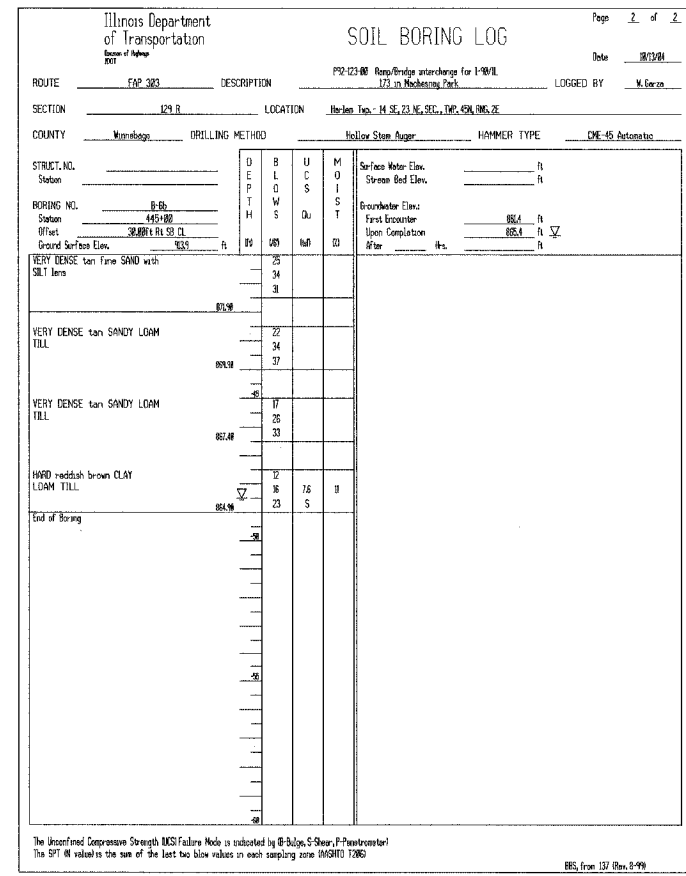 Illinois Department
of Transportation
Division of Highways
IDOT
SOIL BORING LOG
Page 2 of 2
Date 10/13/04
P92-123-00 Ramp/Bridge interchange for I-90/IL
ROUTE FAP 303 DESCRIPTION 173 in Machesney Park LOGGED BY W. Garza
SECTION 129 R LOCATION Harlem Twp. - 14 SE, 23 NE, SEC., TWP. 45N, RNG. 2E
COUNTY Winnebago DRILLING METHOD Hollow Stem Auger HAMMER TYPE CME-45 Automatic
STRUCT. NO.
Station
BORING NO. B-6b
Station 445+00
Offset 30.00ft Rt SB CL
Ground Surface Elev. 913.9 ft
DEPTH (ft)
BLOWS (/6")
UCS Qu (tsf)
MOIST (%)
Surface Water Elev. ft
Stream Bed Elev. ft
Groundwater Elev.:
First Encounter ft
Upon Completion 865.4 ft
After Hrs. ft
VERY DENSE tan fine SAND with 25
SILT lens 34
31
871.90
VERY DENSE tan SANDY LOAM 22
TILL 34
869.90 37
-45
VERY DENSE tan SANDY LOAM 17
TILL 26
867.40 33
HARD reddish brown CLAY 12
LOAM TILL 16 7.6 11
864.90 23 S
End of Boring
-50
-55
-60
The Unconfined Compressive Strength (UCS) Failure Mode is indicated by (B-Bulge, S-Shear, P-Penetrometer)
The SPT (N value) is the sum of the last two blow values in each sampling zone (AASHTO T206)
BBS, from 137 (Rev. 8-99)